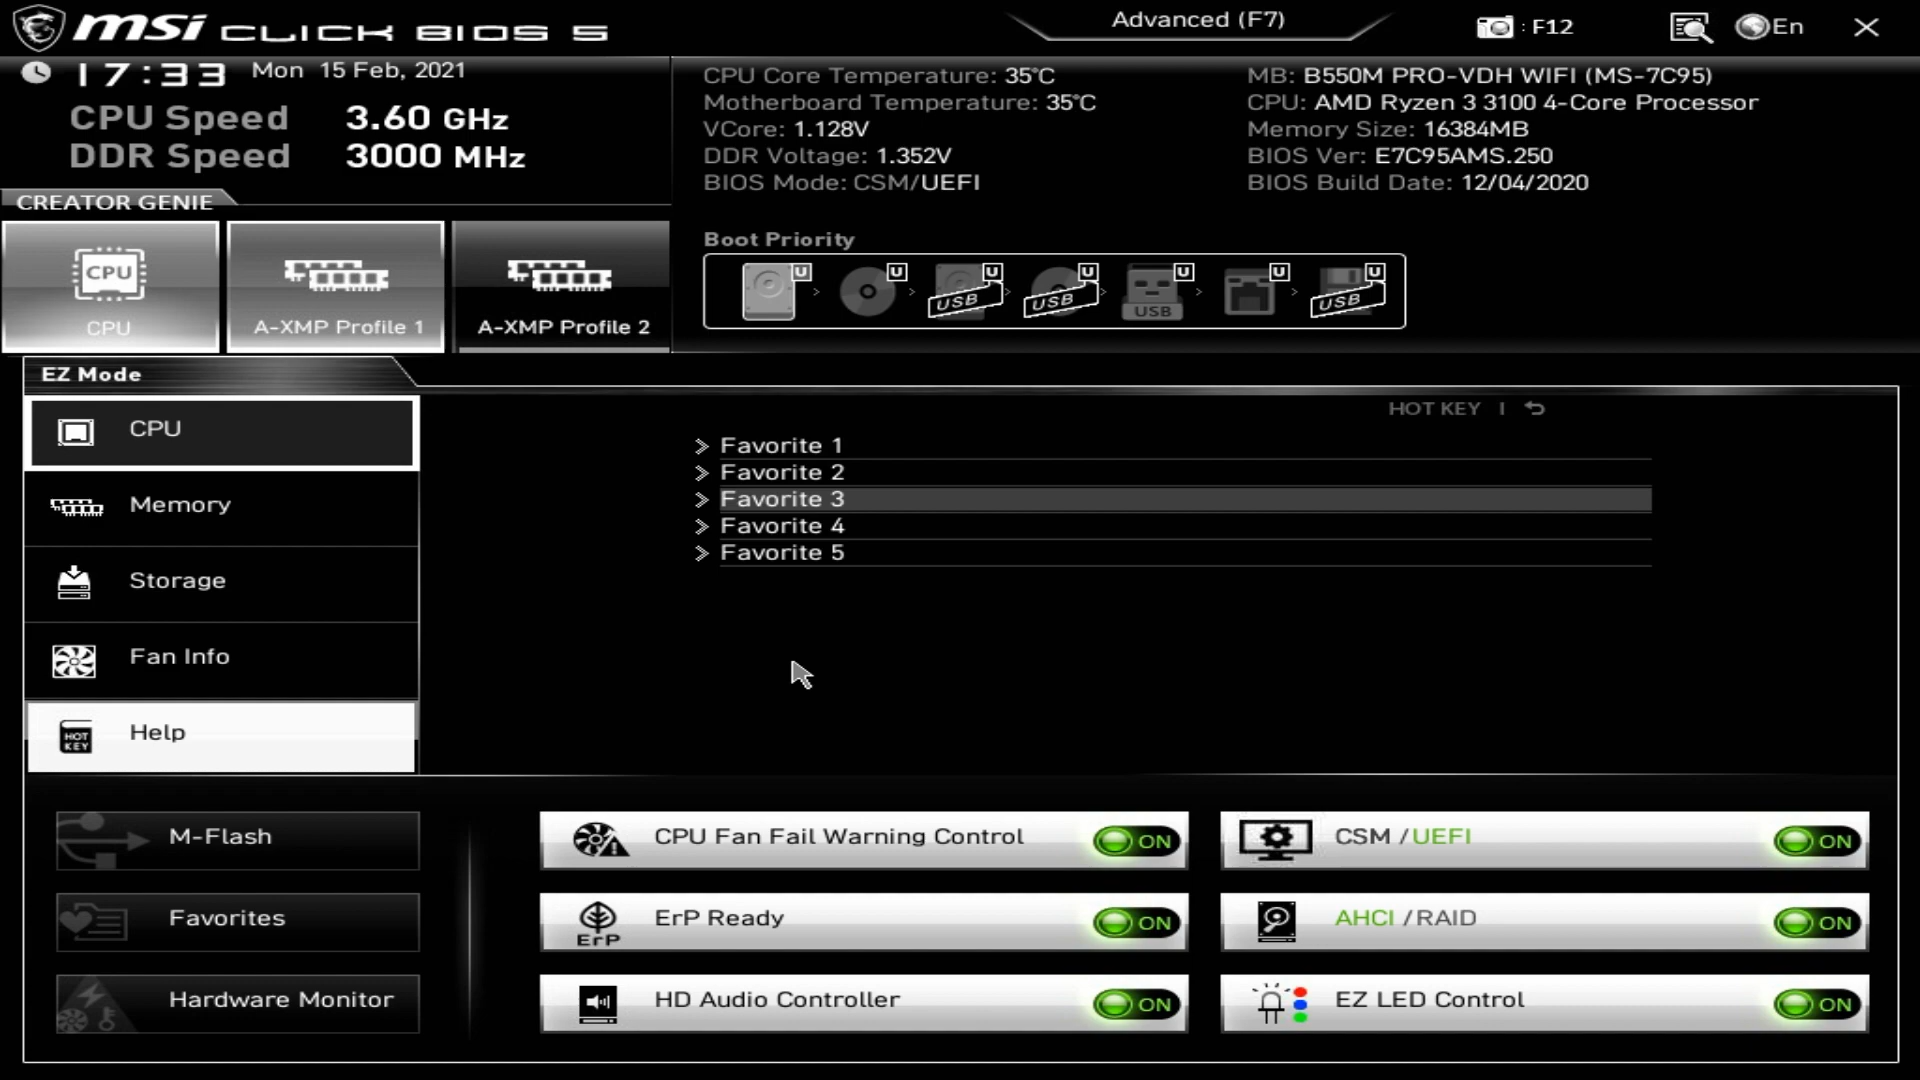 msi CLICK BIOS 5
Advanced (F7)
: F12
En
17:33 Mon 15 Feb, 2021
CPU Speed 3.60 GHz
DDR Speed 3000 MHz
CPU Core Temperature: 35°C
Motherboard Temperature: 35°C
VCore: 1.128V
DDR Voltage: 1.352V
BIOS Mode: CSM/UEFI
MB: B550M PRO-VDH WIFI (MS-7C95)
CPU: AMD Ryzen 3 3100 4-Core Processor
Memory Size: 16384MB
BIOS Ver: E7C95AMS.250
BIOS Build Date: 12/04/2020
CREATOR GENIE
CPU
CPU
A-XMP Profile 1
A-XMP Profile 2
Boot Priority
U U U U U U U
USB USB USB USB
EZ Mode
CPU
Memory
Storage
Fan Info
HOT KEY
Help
HOT KEY |
Favorite 1
Favorite 2
Favorite 3
Favorite 4
Favorite 5
M-Flash
Favorites
Hardware Monitor
CPU Fan Fail Warning Control ON
ErP
ErP Ready ON
HD Audio Controller ON
CSM /UEFI ON
AHCI /RAID ON
EZ LED Control ON